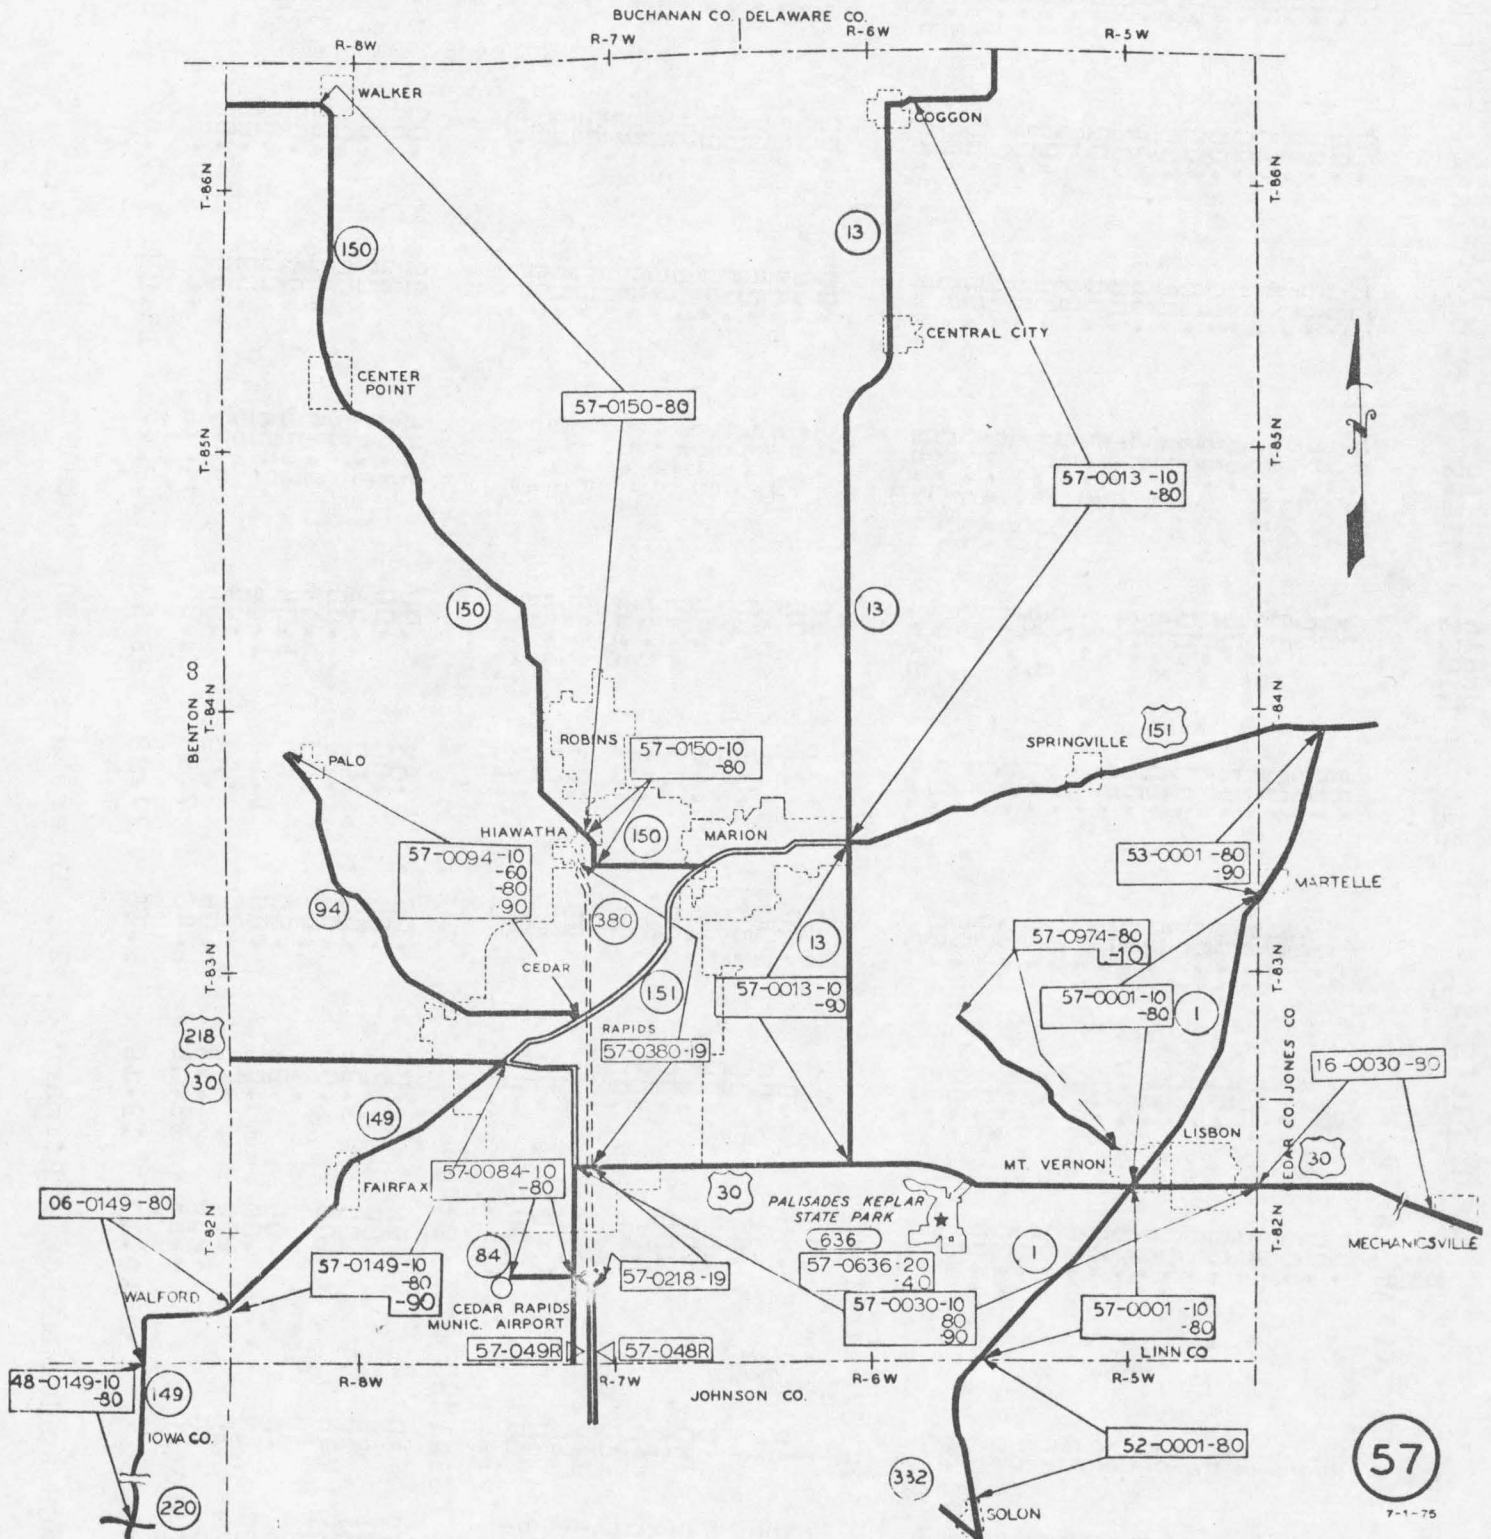 BUCHANAN CO. DELAWARE CO.
R-8W
R-7W
R-6W
R-5W
WALKER
COGGON
T-86N
T-86N
150
13
CENTRAL CITY
CENTER
POINT
57-0150-80
N
T-85N
T-85N
57-0013-10
-80
150
13
BENTON CO
T-84N
T-84N
ROBINS
57-0150-10
-80
SPRINGVILLE
151
PALO
HIAWATHA
150
MARION
57-0094-10
-60
-80
-90
53-0001-80
-90
MARTELLE
94
380
13
57-0974-80
-10
CEDAR
T-83N
T-83N
151
57-0013-10
-90
57-0001-10
-80
1
218
RAPIDS
57-0380-19
30
16-0030-80
CEDAR CO. JONES CO
149
LISBON
MT. VERNON
30
FAIRFAX
57-0084-10
-80
30
PALISADES KEPLAR
STATE PARK
636
06-0149-80
T-82N
T-82N
MECHANICSVILLE
84
1
57-0149-10
-80
-90
57-0218-19
57-0636-20
-40
WALFORD
CEDAR RAPIDS
MUNIC. AIRPORT
57-0030-10
80
-90
57-0001-10
-80
57-049R
57-048R
LINN CO
48-0149-10
-80
149
R-8W
R-7W
R-6W
R-5W
JOHNSON CO.
IOWA CO.
52-0001-80
57
332
220
SOLON
7-1-75